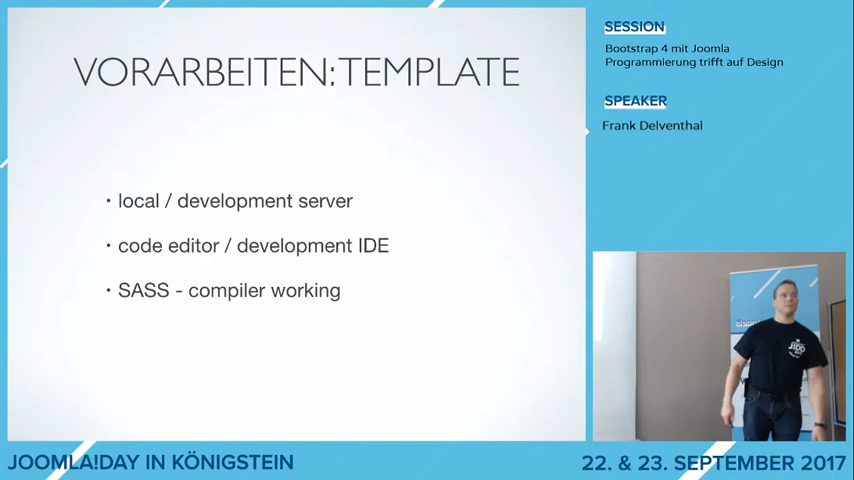 VORARBEITEN: TEMPLATE
• local / development server
• code editor / development IDE
• SASS - compiler working
SESSION
Bootstrap 4 mit Joomla
Programmierung trifft auf Design
SPEAKER
Frank Delventhal
JOOMLA!DAY IN KÖNIGSTEIN
22. & 23. SEPTEMBER 2017